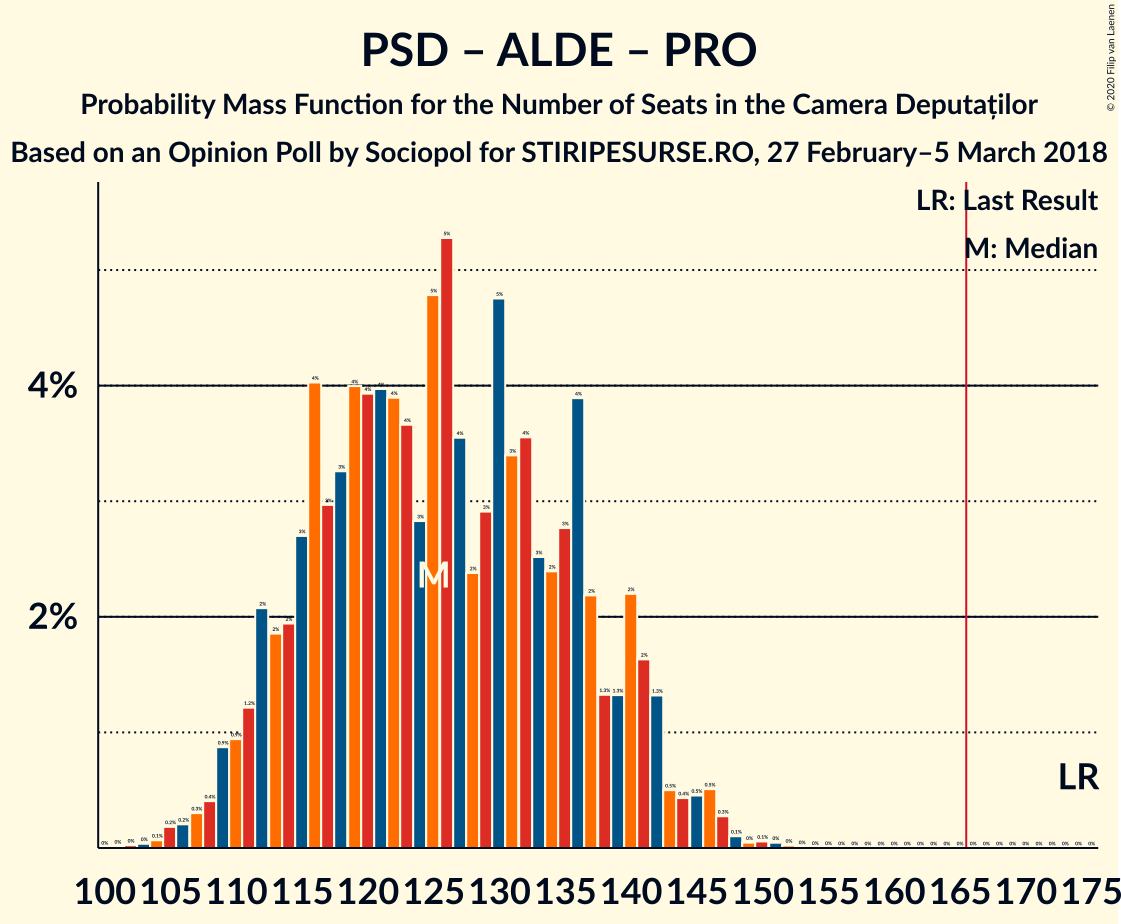 PSD – ALDE – PRO
Probability Mass Function for the Number of Seats in the Camera Deputaților
Based on an Opinion Poll by Sociopol for STIRIPESURSE.RO, 27 February–5 March 2018
© 2020 Filip van Laenen
LR: Last Result
M: Median
4%
2%
M
LR
100 105 110 115 120 125 130 135 140 145 150 155 160 165 170 175